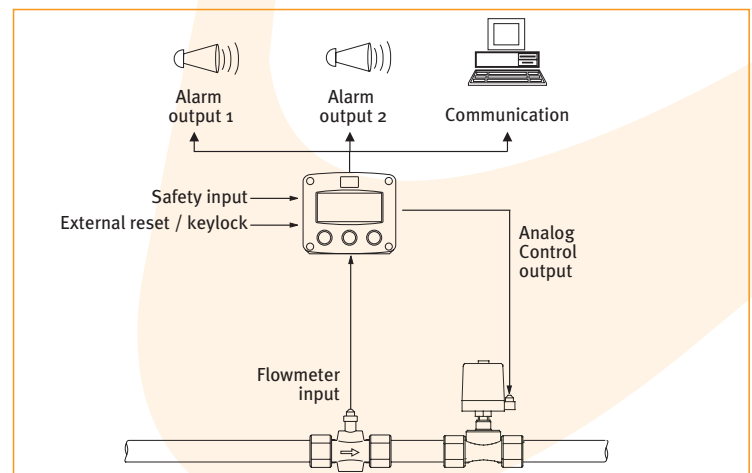 Alarm
output 1
Alarm
output 2
Communication
Safety input
External reset / keylock
Analog
Control
output
Flowmeter
input